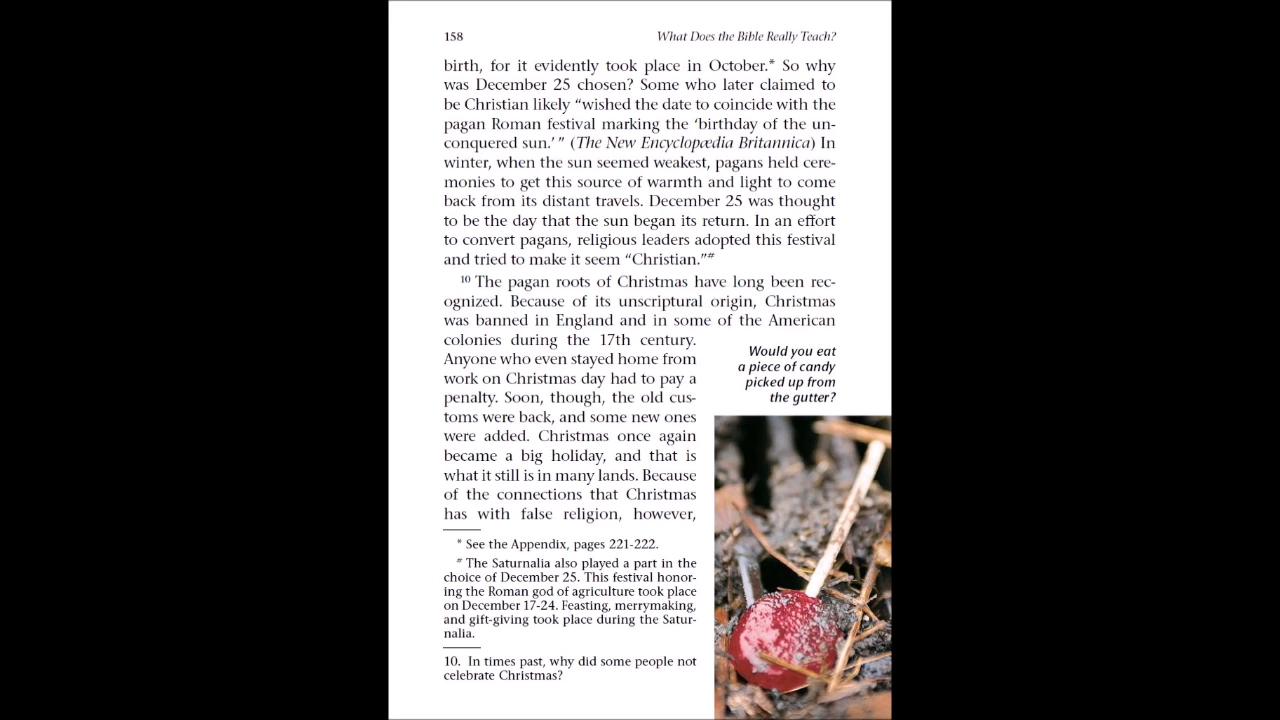 158 What Does the Bible Really Teach?
birth, for it evidently took place in October.* So why
was December 25 chosen? Some who later claimed to
be Christian likely “wished the date to coincide with the
pagan Roman festival marking the ‘birthday of the un-
conquered sun.’ ” (The New Encyclopædia Britannica) In
winter, when the sun seemed weakest, pagans held cere-
monies to get this source of warmth and light to come
back from its distant travels. December 25 was thought
to be the day that the sun began its return. In an effort
to convert pagans, religious leaders adopted this festival
and tried to make it seem “Christian.”#
10 The pagan roots of Christmas have long been rec-
ognized. Because of its unscriptural origin, Christmas
was banned in England and in some of the American
colonies during the 17th century.
Anyone who even stayed home from
work on Christmas day had to pay a
penalty. Soon, though, the old cus-
toms were back, and some new ones
were added. Christmas once again
became a big holiday, and that is
what it still is in many lands. Because
of the connections that Christmas
has with false religion, however,
Would you eat
a piece of candy
picked up from
the gutter?
* See the Appendix, pages 221-222.
# The Saturnalia also played a part in the
choice of December 25. This festival honor-
ing the Roman god of agriculture took place
on December 17-24. Feasting, merrymaking,
and gift-giving took place during the Satur-
nalia.
10. In times past, why did some people not
celebrate Christmas?